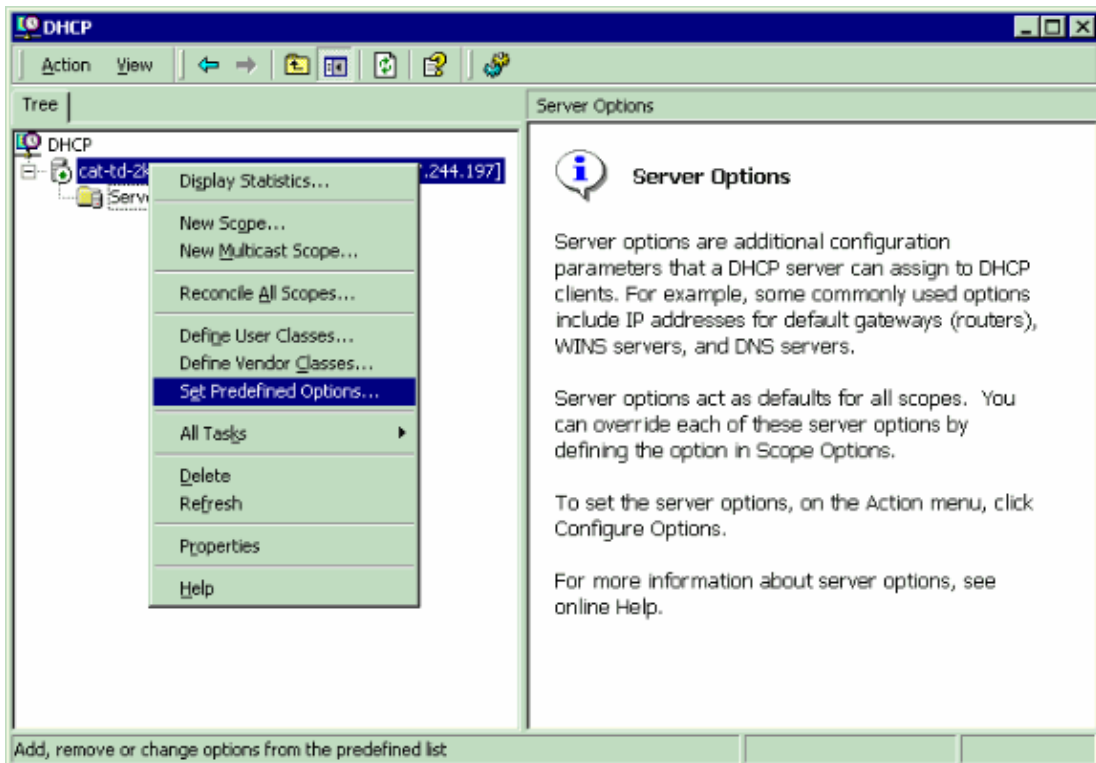 DHCP
Action View
Tree
Server Options
DHCP
cat-td-2k
.244.197]
Serv
Display Statistics...
New Scope...
New Multicast Scope...
Reconcile All Scopes...
Define User Classes...
Define Vendor Classes...
Set Predefined Options...
All Tasks
Delete
Refresh
Properties
Help
Server Options
Server options are additional configuration
parameters that a DHCP server can assign to DHCP
clients. For example, some commonly used options
include IP addresses for default gateways (routers),
WINS servers, and DNS servers.
Server options act as defaults for all scopes. You
can override each of these server options by
defining the option in Scope Options.
To set the server options, on the Action menu, click
Configure Options.
For more information about server options, see
online Help.
Add, remove or change options from the predefined list